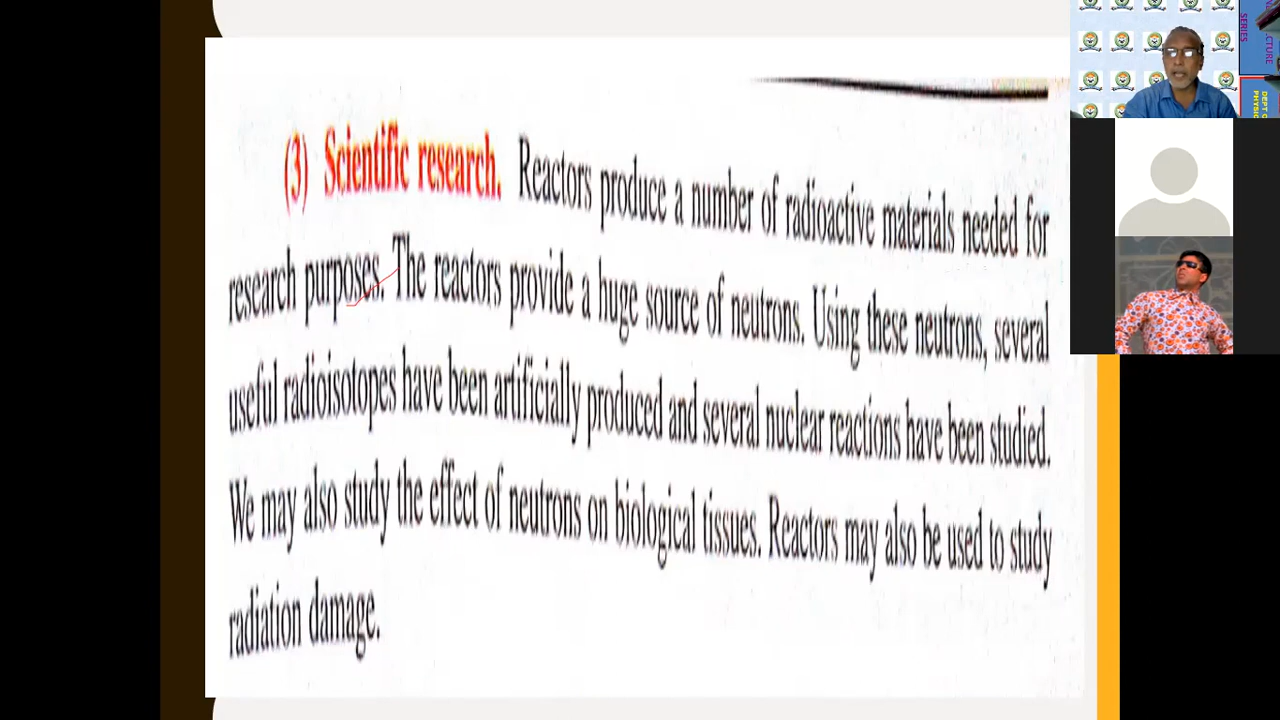 (3) Scientific research. Reactors produce a number of radioactive materials needed for
research purposes. The reactors provide a huge source of neutrons. Using these neutrons, several
useful radioisotopes have been artificially produced and several nuclear reactions have been studied.
We may also study the effect of neutrons on biological tissues. Reactors may also be used to study
radiation damage.
SERIES